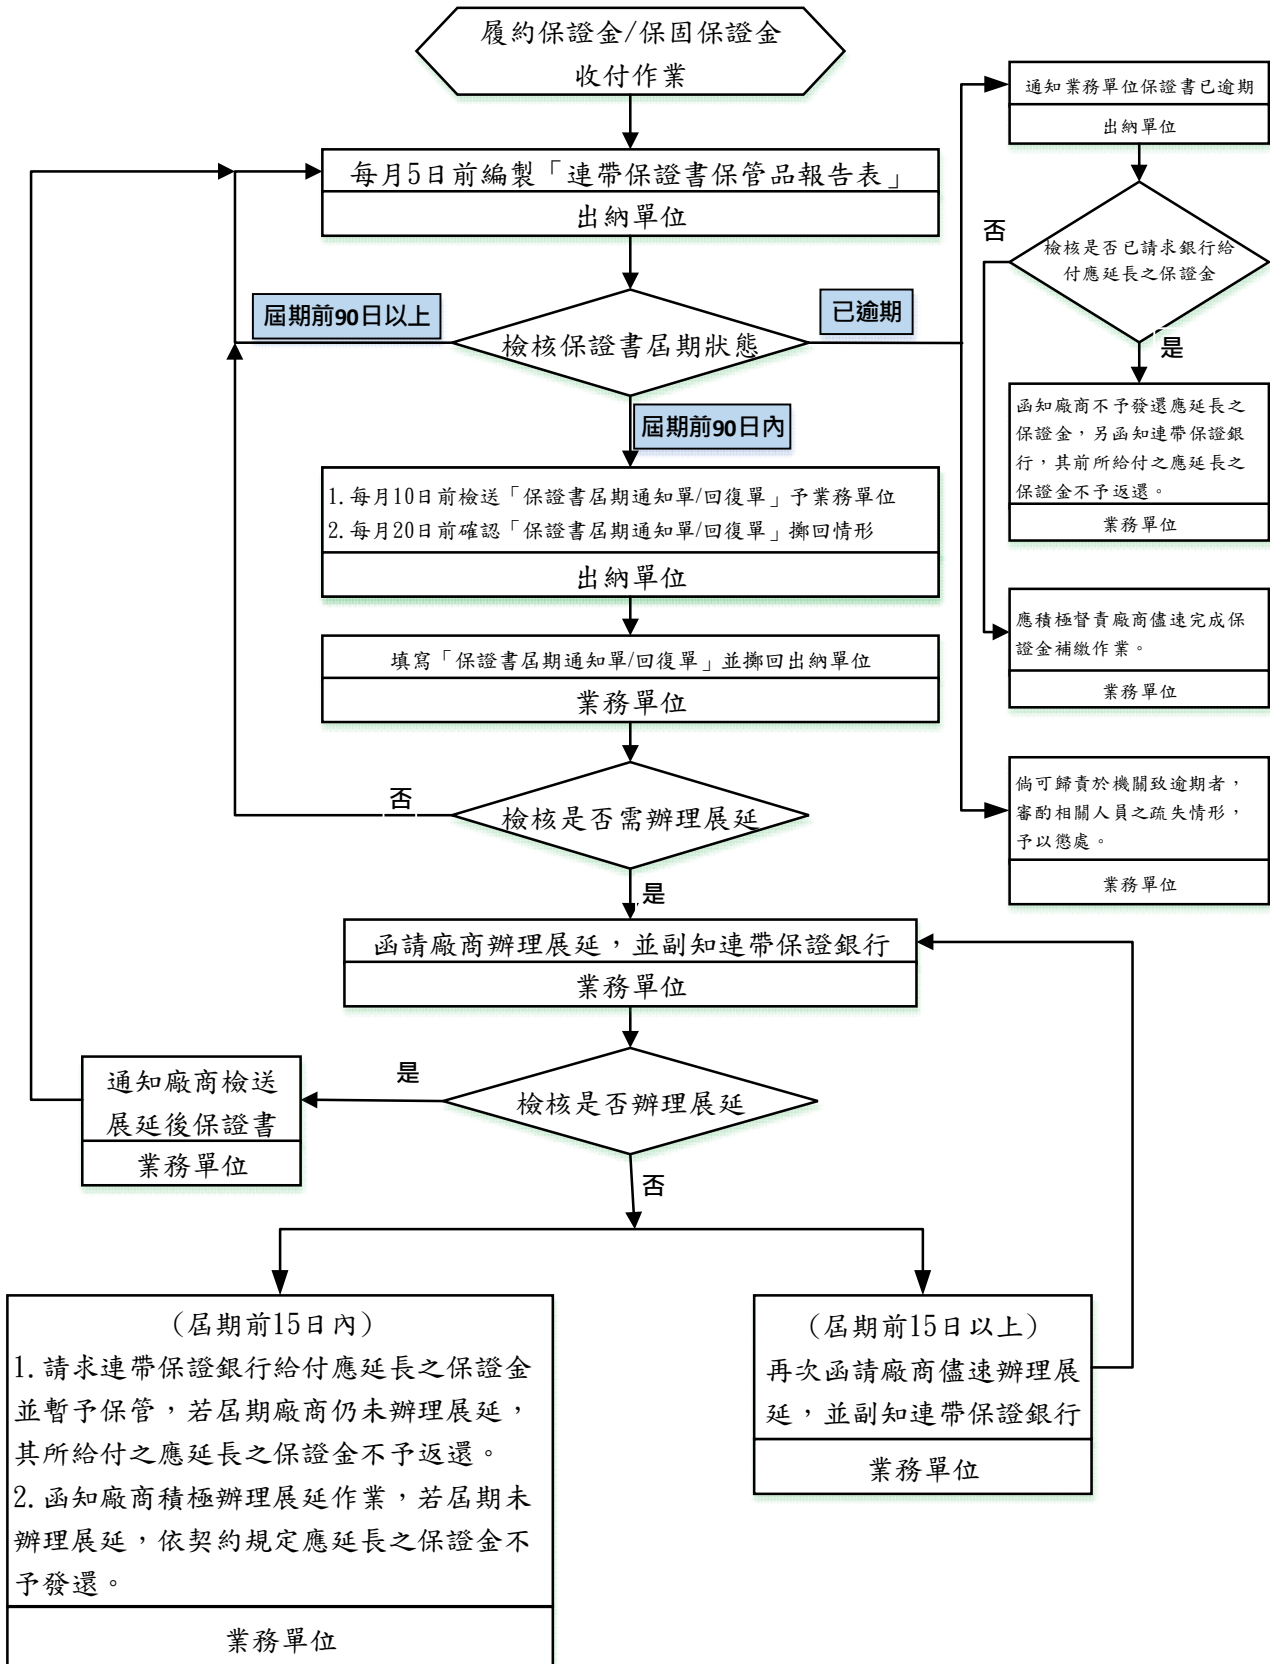 履約保證金/保固保證金
收付作業
每月5日前編製「連帶保證書保管品報告表」
出納單位
屆期前90日以上
檢核保證書屆期狀態
已逾期
屆期前90日內
1.每月10日前檢送「保證書屆期通知單/回復單」予業務單位
2.每月20日前確認「保證書屆期通知單/回復單」擲回情形
出納單位
填寫「保證書屆期通知單/回復單」並擲回出納單位
業務單位
否
檢核是否需辦理展延
是
函請廠商辦理展延，並副知連帶保證銀行
業務單位
檢核是否辦理展延
是
通知廠商檢送
展延後保證書
業務單位
否
(屆期前15日內)
1.請求連帶保證銀行給付應延長之保證金
並暫予保管，若屆期廠商仍未辦理展延，
其所給付之應延長之保證金不予返還。
2.函知廠商積極辦理展延作業，若屆期未
辦理展延，依契約規定應延長之保證金不
予發還。
業務單位
(屆期前15日以上)
再次函請廠商儘速辦理展
延，並副知連帶保證銀行
業務單位
通知業務單位保證書已逾期
出納單位
否
檢核是否已請求銀行給
付應延長之保證金
是
函知廠商不予發還應延長之
保證金，另函知連帶保證銀
行，其前所給付之應延長之
保證金不予返還。
業務單位
應積極督責廠商儘速完成保
證金補繳作業。
業務單位
倘可歸責於機關致逾期者，
審酌相關人員之疏失情形，
予以懲處。
業務單位